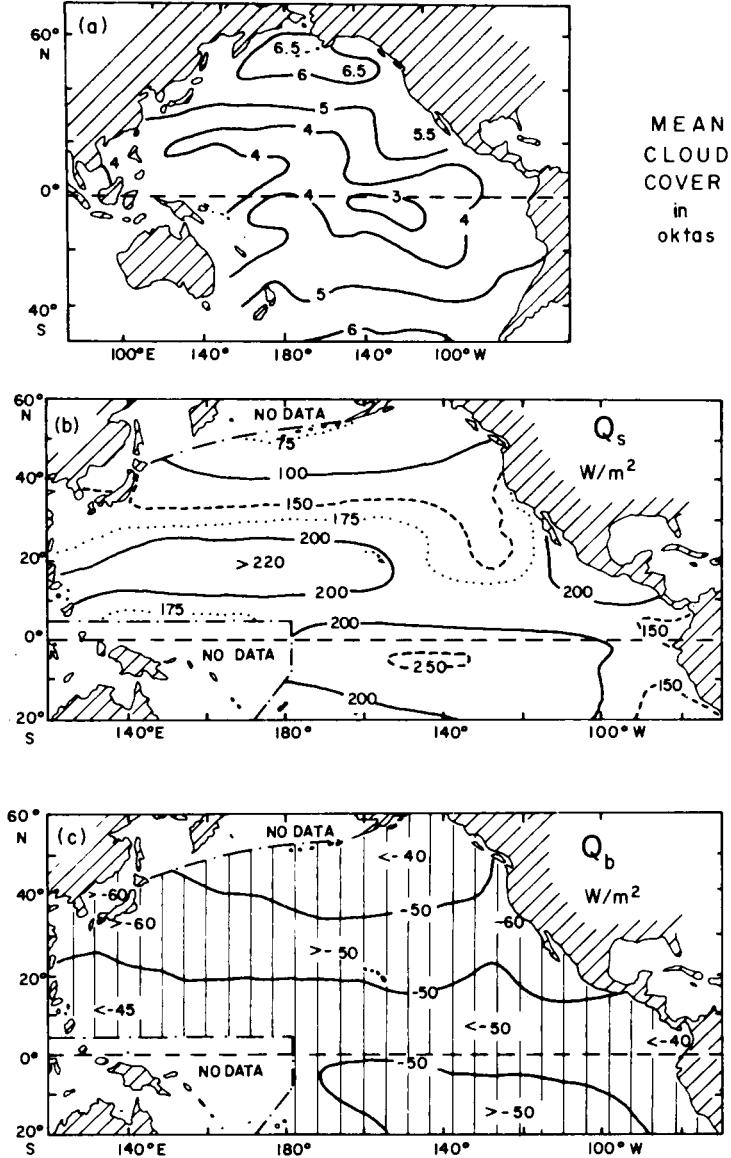 (a)
60°
N
6.5
6
6.5
5
4
5.5
4
4
0°
4
3
4
5
40°
S
6
100°E 140° 180° 140° 100°W
MEAN
CLOUD
COVER
in
oktas
60°
N
(b)
NO DATA
75
Qs
W/m²
40°
100
150
175
200
20°
>220
200
200
175
200
150
0°
NO DATA
250
200
150
20°
S
140°E 180° 140° 100°W
60°
N
(c)
NO DATA
<-40
Qb
W/m²
>-60
40°
>-60
-50
-60
>-50
20°
-50
<-45
<-50
<-40
0°
NO DATA
-50
>-50
20°
S
140°E 180° 140° 100°W